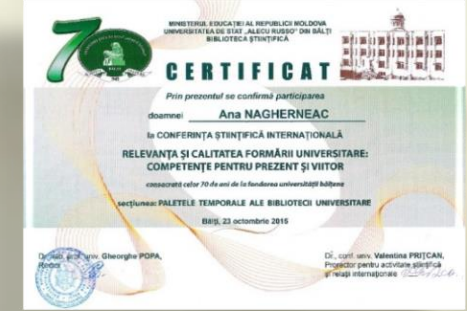 70
MINISTERUL EDUCAȚIEI AL REPUBLICII MOLDOVA
UNIVERSITATEA DE STAT „ALECU RUSSO" DIN BĂLȚI
BIBLIOTECA ȘTIINȚIFICĂ
CERTIFICAT
Prin prezentul se confirmă participarea
doamnei Ana NAGHERNEAC
la CONFERINȚA ȘTIINȚIFICĂ INTERNAȚIONALĂ
RELEVANȚA ȘI CALITATEA FORMĂRII UNIVERSITARE:
COMPETENȚE PENTRU PREZENT ȘI VIITOR
consacrată celor 70 de ani de la fondarea universității bălțene
secțiunea: PALETELE TEMPORALE ALE BIBLIOTECII UNIVERSITARE
Bălți, 23 octombrie 2015
univ. Gheorghe POPA,
Rector
Dr., conf. univ. Valentina PRIȚCAN,
Prorector pentru activitate științifică
și relații internaționale